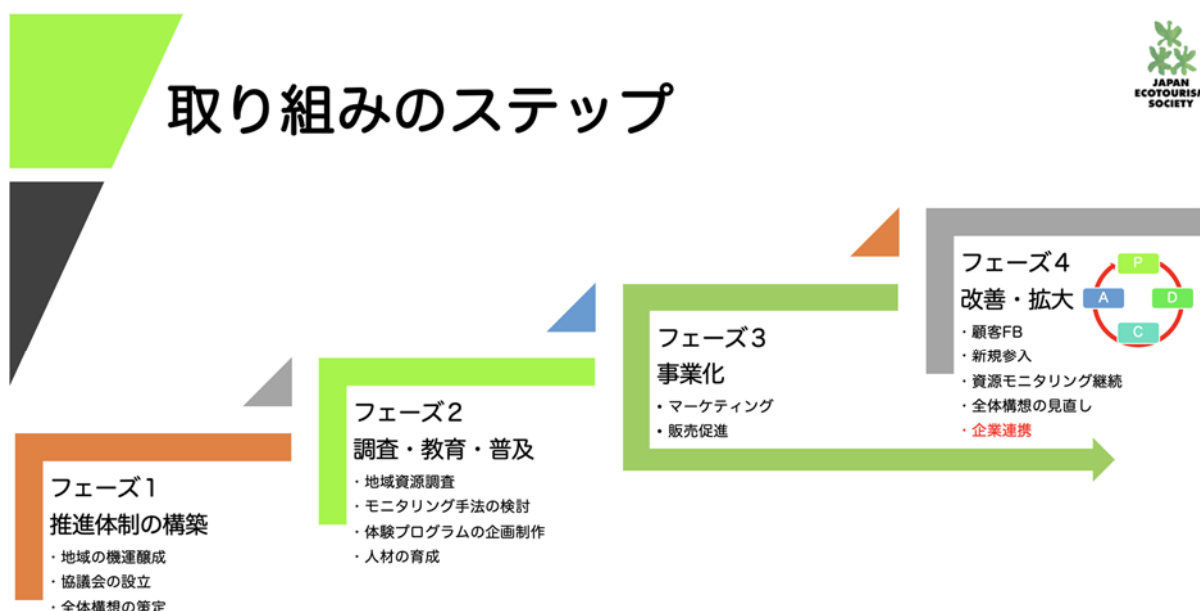 取り組みのステップ
JAPAN
ECOTOURISM
SOCIETY
フェーズ１
推進体制の構築
・地域の機運醸成
・協議会の設立
・全体構想の策定
フェーズ２
調査・教育・普及
・地域資源調査
・モニタリング手法の検討
・体験プログラムの企画制作
・人材の育成
フェーズ３
事業化
・マーケティング
・販売促進
フェーズ４
改善・拡大
・顧客FB
・新規参入
・資源モニタリング継続
・全体構想の見直し
・企業連携
P
D
C
A